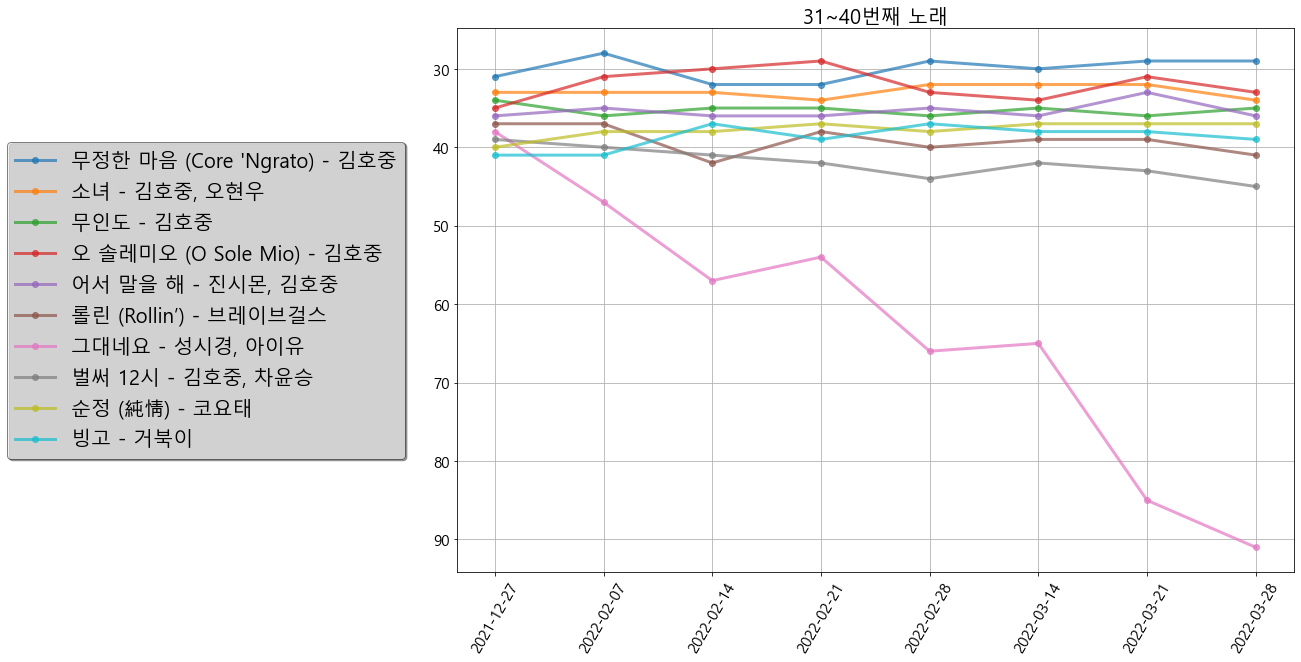 31~40번째 노래
무정한 마음 (Core 'Ngrato) - 김호중
소녀 - 김호중, 오현우
무인도 - 김호중
오 솔레미오 (O Sole Mio) - 김호중
어서 말을 해 - 진시몬, 김호중
롤린 (Rollin’) - 브레이브걸스
그대네요 - 성시경, 아이유
벌써 12시 - 김호중, 차윤승
순정 (純情) - 코요태
빙고 - 거북이
30
40
50
60
70
80
90
2021-12-27
2022-02-07
2022-02-14
2022-02-21
2022-02-28
2022-03-14
2022-03-21
2022-03-28